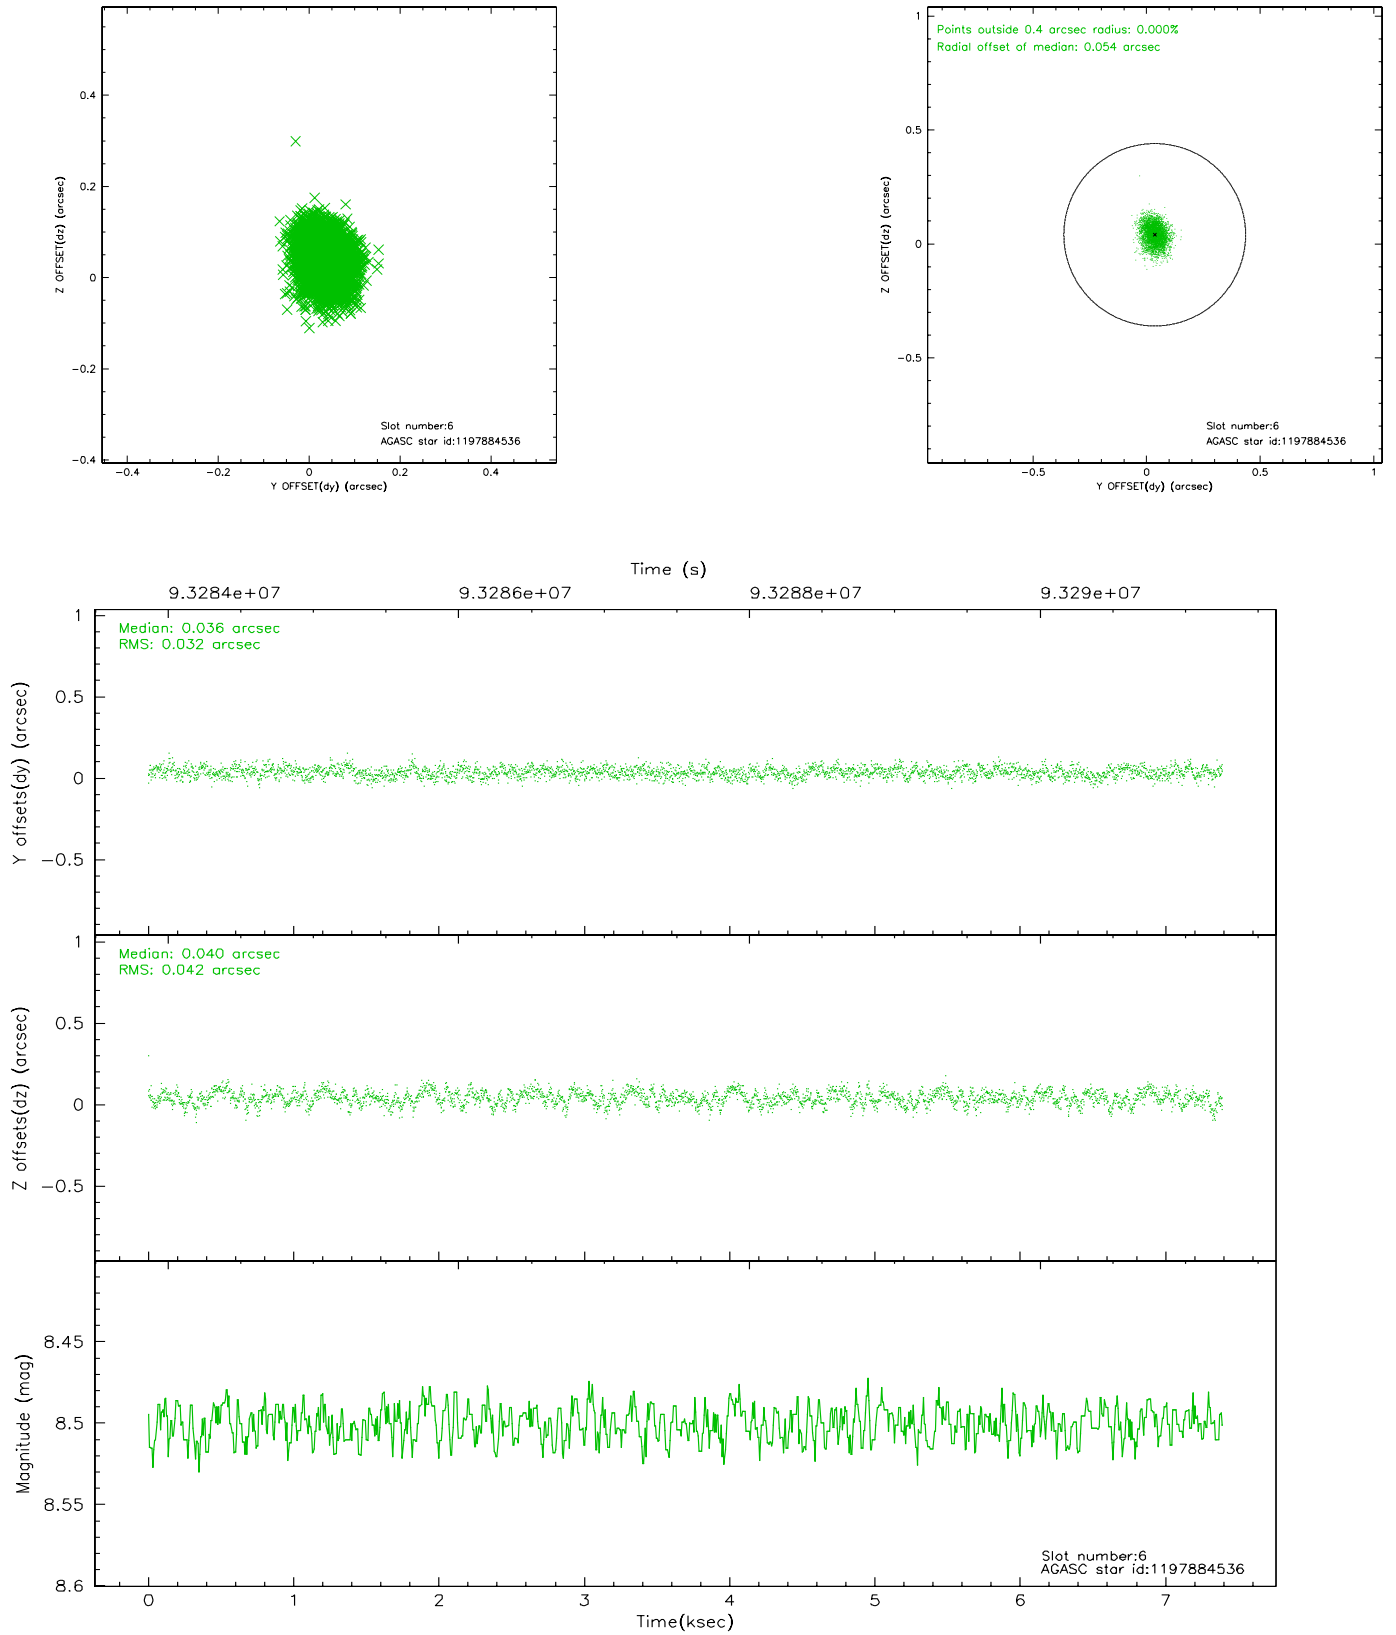 0.4
0.2
0
−0.2
−0.4
Z OFFSET(dz) (arcsec)
Slot number:6
AGASC star id:1197884536
−0.4
−0.2
0
0.2
0.4
Y OFFSET(dy) (arcsec)
1
0.5
0
−0.5
Z OFFSET(dz) (arcsec)
Points outside 0.4 arcsec radius: 0.000%
Radial offset of median: 0.054 arcsec
Slot number:6
AGASC star id:1197884536
−0.5
0
0.5
1
Y OFFSET(dy) (arcsec)
Time (s)
9.3284e+07
9.3286e+07
9.3288e+07
9.329e+07
1
0.5
0
−0.5
Y offsets(dy) (arcsec)
Median: 0.036 arcsec
RMS: 0.032 arcsec
1
0.5
0
−0.5
Z offsets(dz) (arcsec)
Median: 0.040 arcsec
RMS: 0.042 arcsec
8.45
8.5
8.55
8.6
Magnitude (mag)
Slot number:6
AGASC star id:1197884536
0
1
2
3
4
5
6
7
Time(ksec)